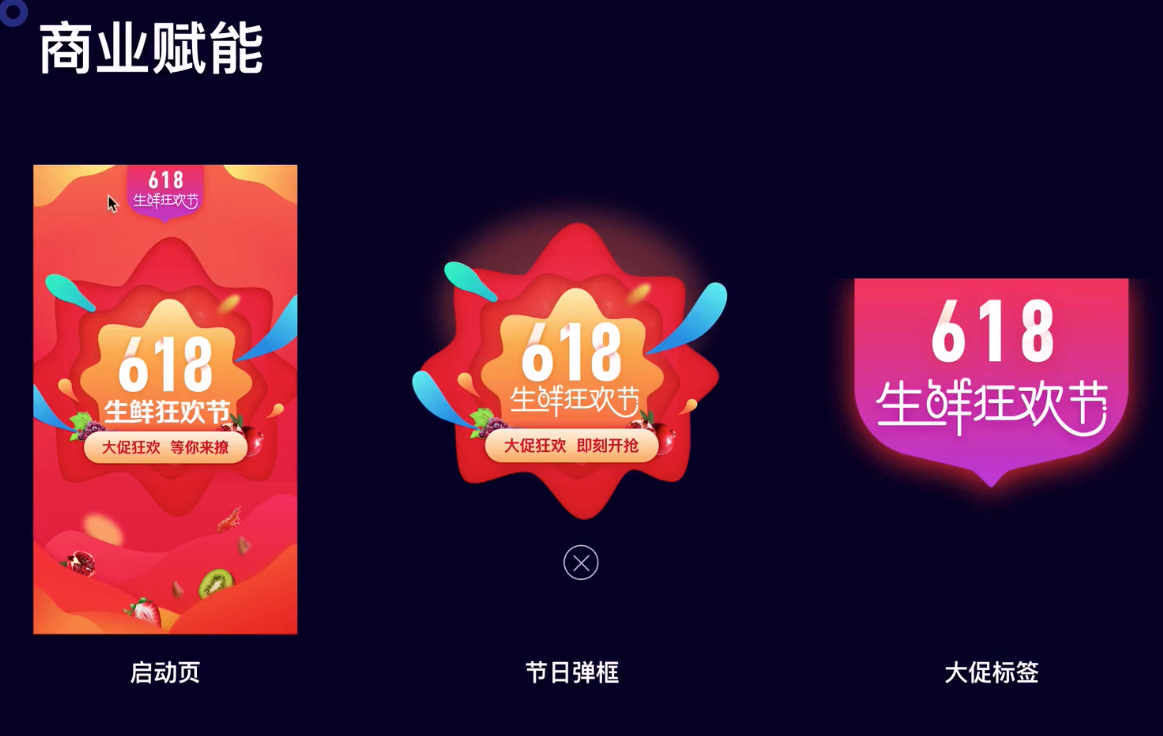 商业赋能
618
生鲜狂欢节
618
生鲜狂欢节
大促狂欢 等你来撩
618
生鲜狂欢节
大促狂欢 即刻开抢
618
生鲜狂欢节
启动页
节日弹框
大促标签